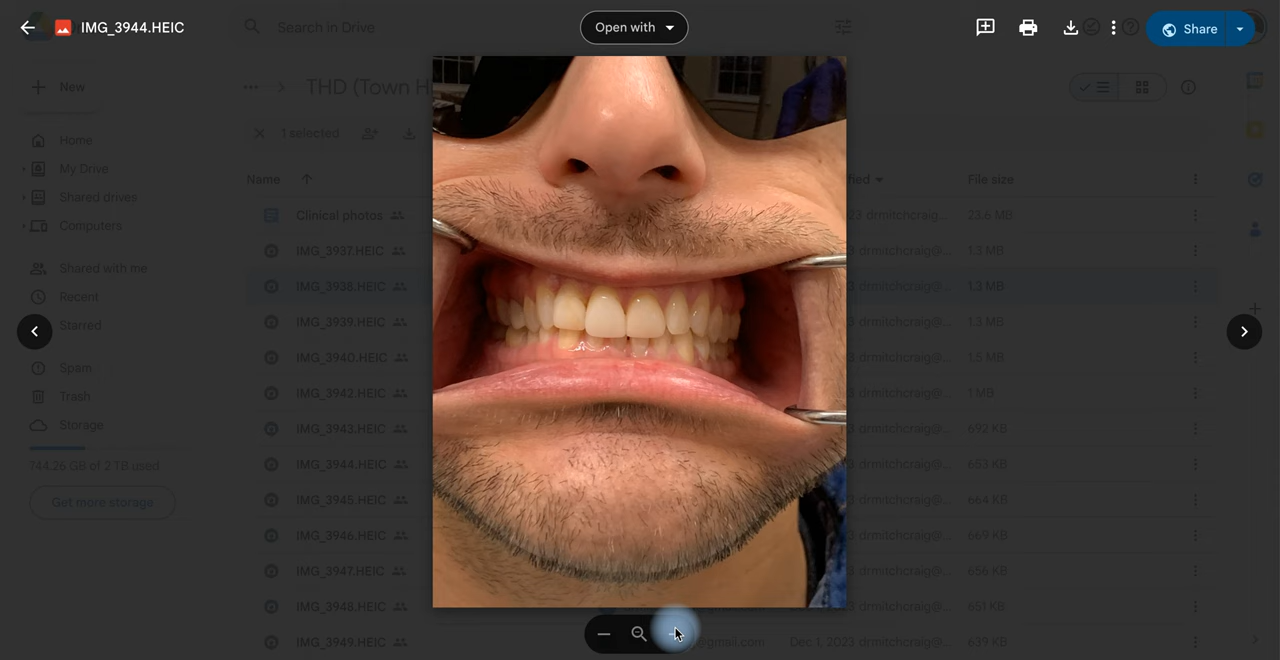 IMG_3944.HEIC
Open with
Share
Search in Drive
New
THD (Town H
1 selected
Home
My Drive
Shared drives
Computers
Shared with me
Recent
Starred
Spam
Trash
Storage
744.26 GB of 2 TB used
Get more storage
Name
File size
Clinical photos
drmitchcraig@...
23.6 MB
IMG_3937.HEIC
drmitchcraig@...
1.3 MB
IMG_3938.HEIC
drmitchcraig@...
1.3 MB
IMG_3939.HEIC
drmitchcraig@...
1.3 MB
IMG_3940.HEIC
drmitchcraig@...
1.5 MB
IMG_3942.HEIC
drmitchcraig@...
1 MB
IMG_3943.HEIC
drmitchcraig@...
692 KB
IMG_3944.HEIC
drmitchcraig@...
653 KB
IMG_3945.HEIC
drmitchcraig@...
664 KB
IMG_3946.HEIC
drmitchcraig@...
669 KB
IMG_3947.HEIC
drmitchcraig@...
656 KB
IMG_3948.HEIC
drmitchcraig@...
651 KB
IMG_3949.HEIC
@gmail.com
Dec 1, 2023 drmitchcraig@...
639 KB